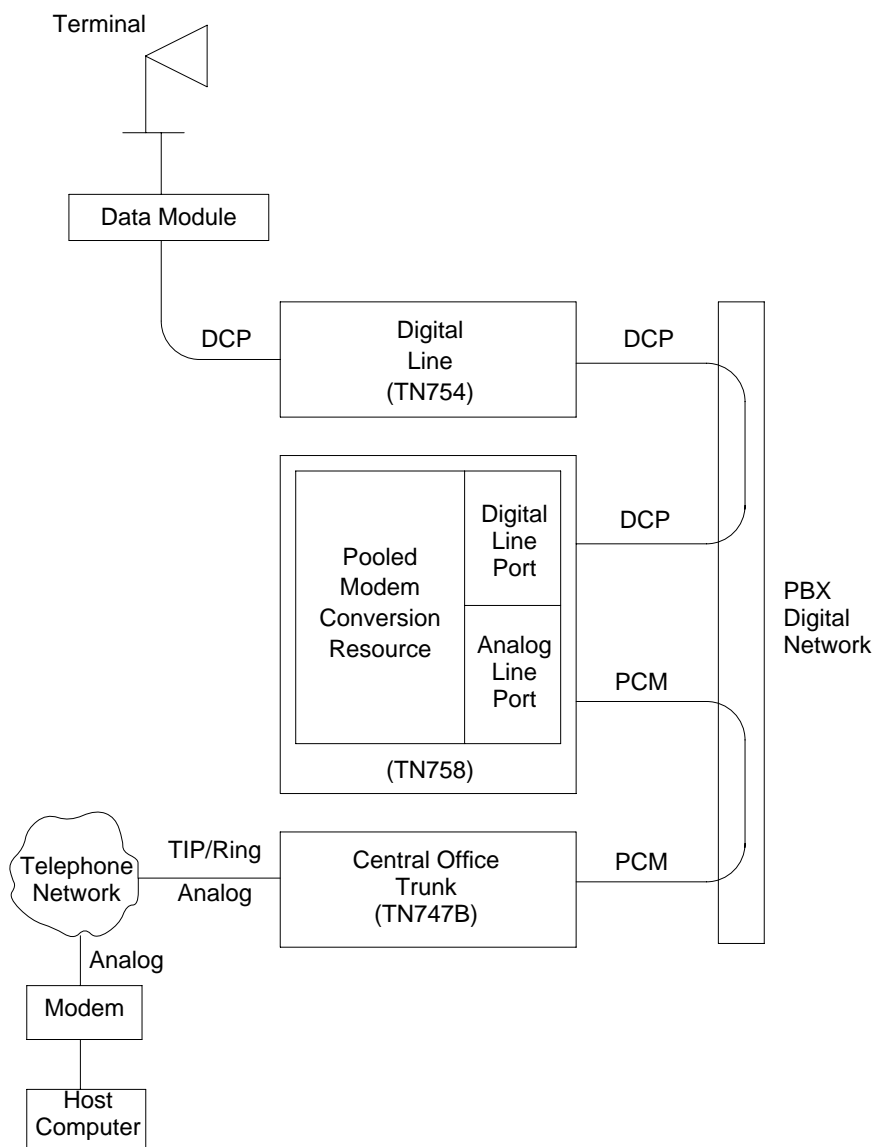 Terminal
Data Module
DCP
Digital
Line
(TN754)
DCP
Pooled
Modem
Conversion
Resource
Digital
Line
Port
Analog
Line
Port
(TN758)
DCP
PCM
PBX
Digital
Network
Telephone
Network
TIP/Ring
Analog
Central Office
Trunk
(TN747B)
PCM
Analog
Modem
Host
Computer